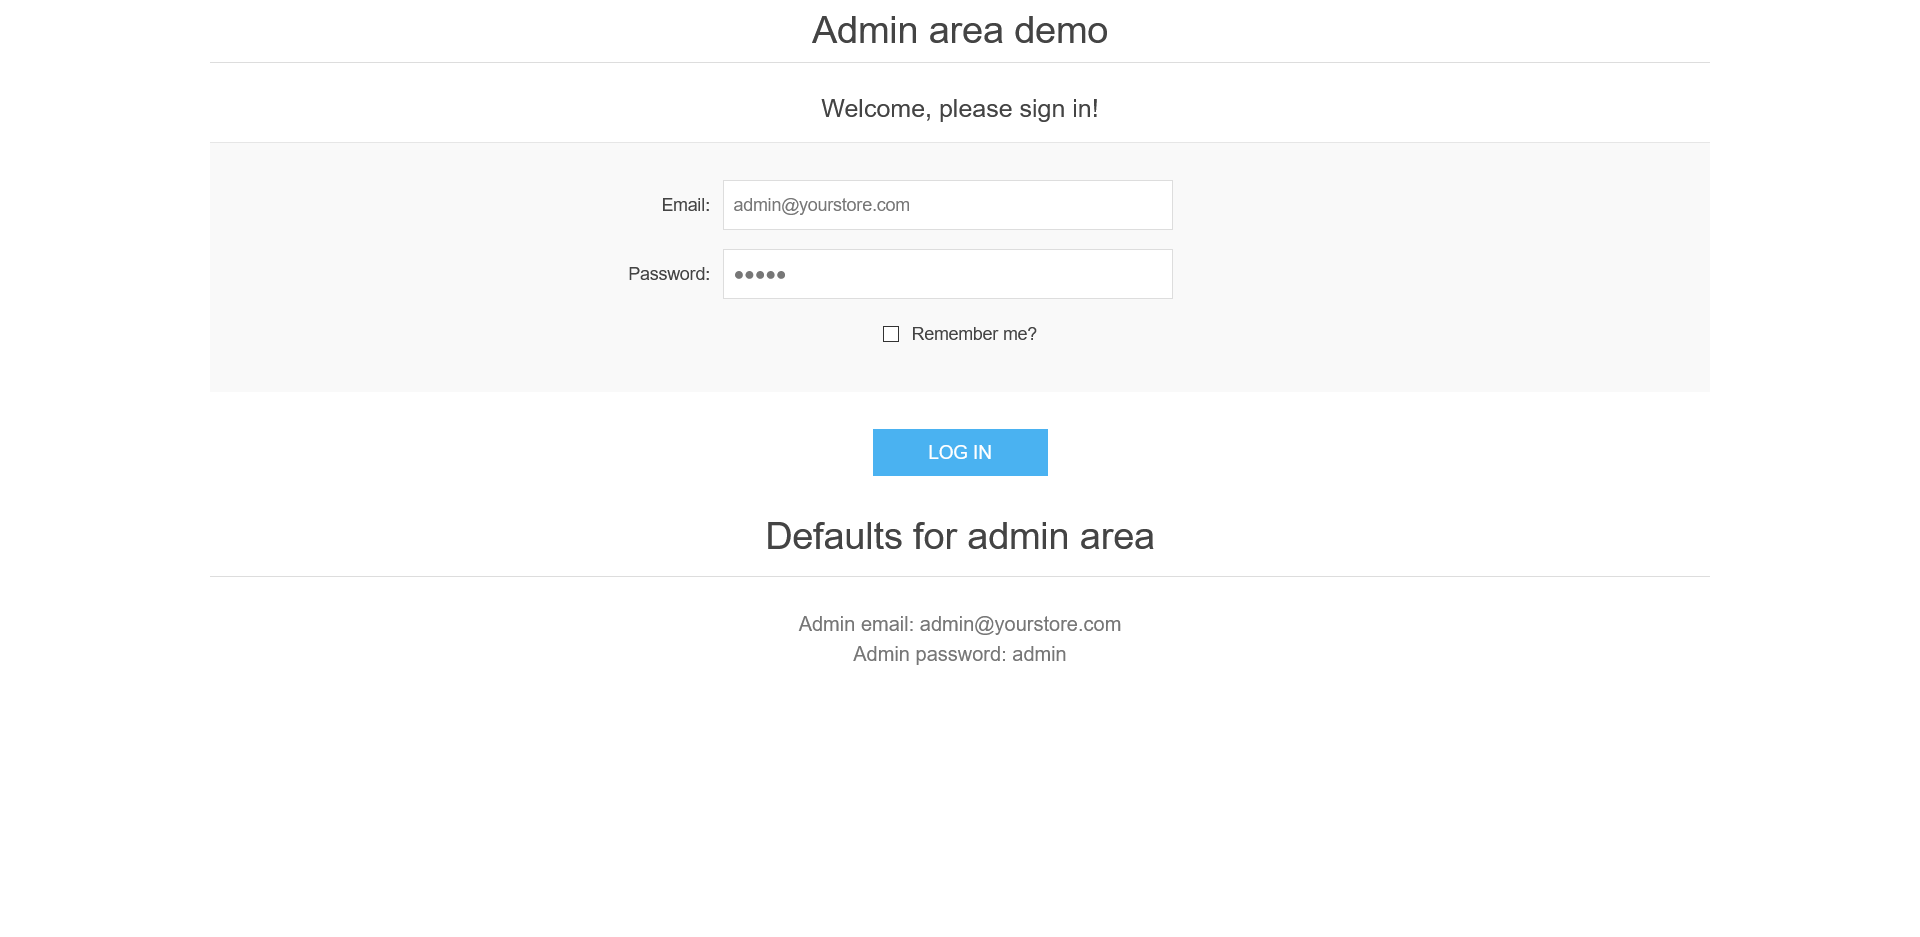 Admin area demo
Welcome, please sign in!
Email: admin@yourstore.com
Password: ●●●●●
Remember me?
LOG IN
Defaults for admin area
Admin email: admin@yourstore.com
Admin password: admin